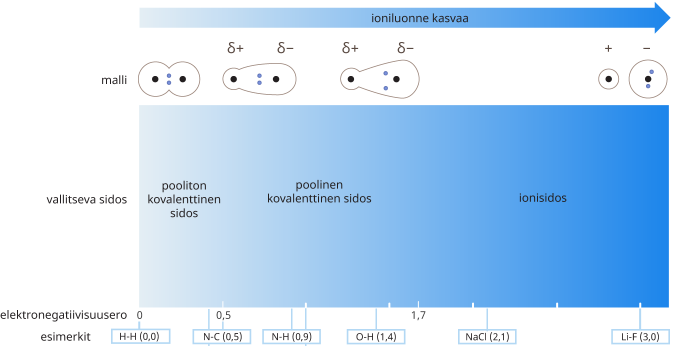 ioniluonne kasvaa
δ+ δ− δ+ δ− + −
malli
pooliton
kovalenttinen
sidos
poolinen
kovalenttinen sidos
ionisidos
vallitseva sidos
elektronegatiivisuusero 0 0,5 1,7
esimerkit H-H (0,0) N-C (0,5) N-H (0,9) O-H (1,4) NaCl (2,1) Li-F (3,0)